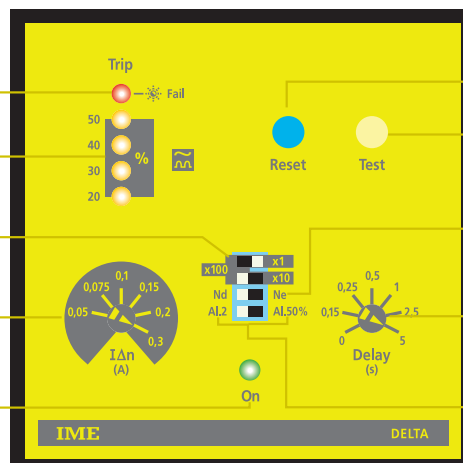 Trip
Fail
50
40
30
20
%
Reset
Test
x100
x1
x10
Nd
Ne
Al.2
Al.50%
0,05
0,075
0,1
0,15
0,2
0,3
I∆n
(A)
0
0,15
0,25
0,5
1
2.5
5
Delay
(s)
On
IME
DELTA